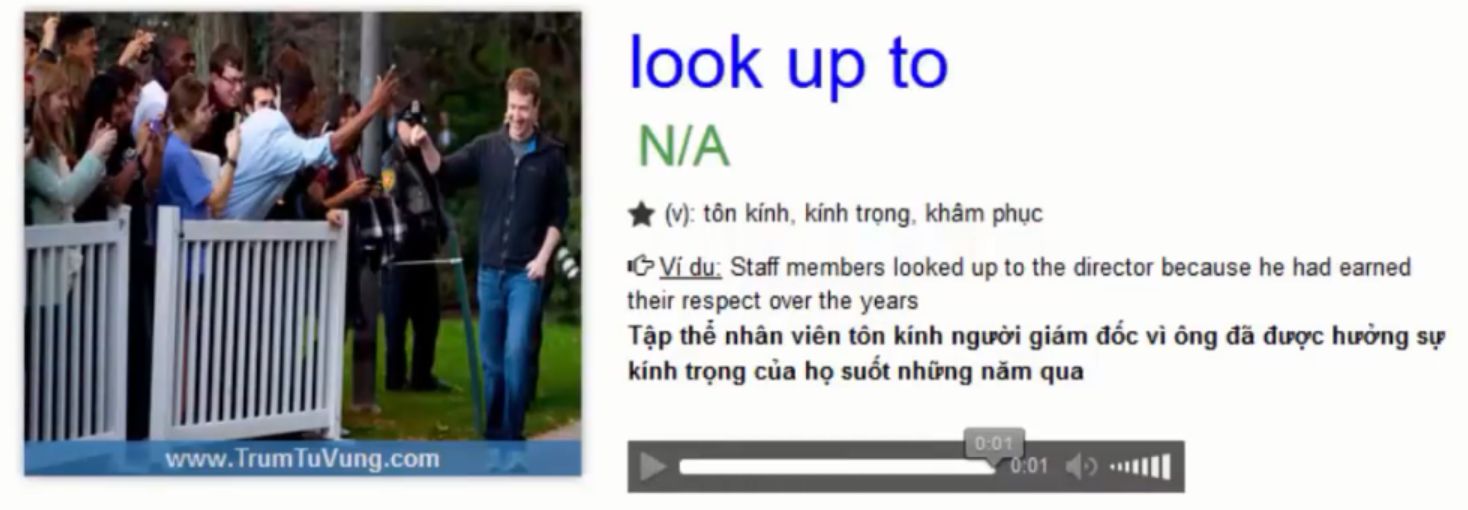 look up to
N/A
(v): tôn kính, kính trọng, khâm phục
Ví du: Staff members looked up to the director because he had earned
their respect over the years
Tập thể nhân viên tôn kính người giám đốc vì ông đã được hưởng sự
kính trọng của họ suốt những năm qua
www.TrumTuVung.com
0:01
0:01